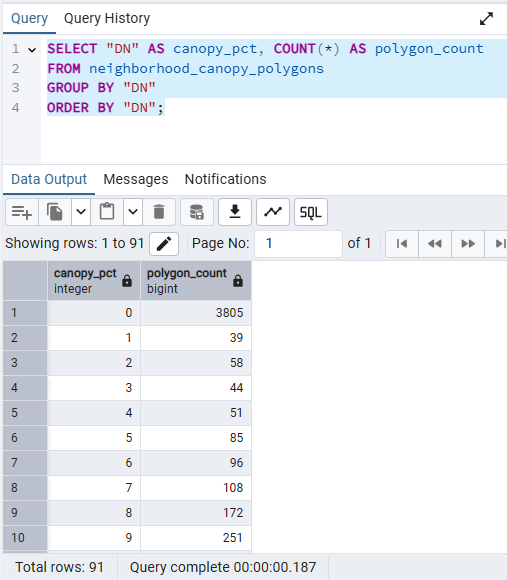 Query Query History
1 SELECT "DN" AS canopy_pct, COUNT(*) AS polygon_count
2 FROM neighborhood_canopy_polygons
3 GROUP BY "DN"
4 ORDER BY "DN";
Data Output Messages Notifications
SQL
Showing rows: 1 to 91 Page No: 1 of 1
canopy_pct polygon_count
integer bigint
1 0 3805
2 1 39
3 2 58
4 3 44
5 4 51
6 5 85
7 6 96
8 7 108
9 8 172
10 9 251
Total rows: 91 Query complete 00:00:00.187